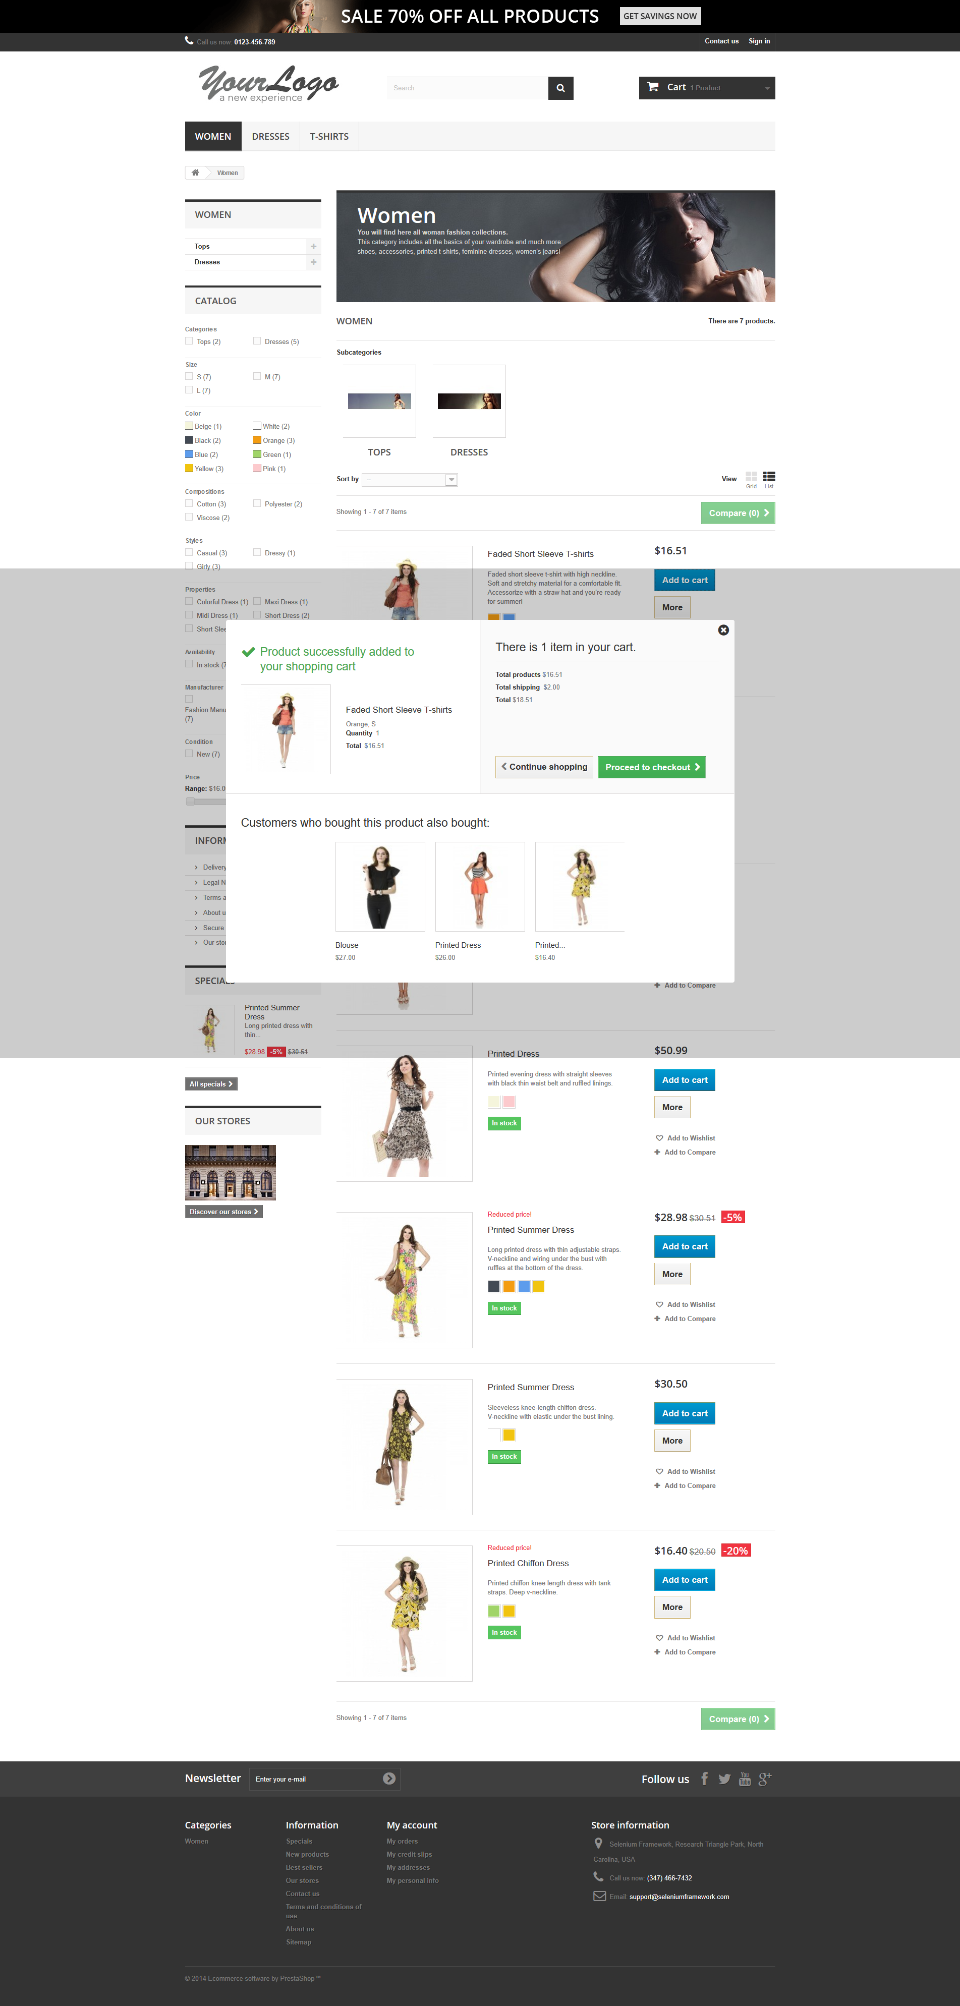 SALE 70% OFF ALL PRODUCTS
GET SAVINGS NOW
Call us now: 0123-456-789
Contact us
Sign in
YourLogo
a new experience
Search
Cart 1 Product
WOMEN
DRESSES
T-SHIRTS
Women
WOMEN
Tops
Dresses
Women
You will find here all woman fashion collections.
This category includes all the basics of your wardrobe and much more
shoes, accessories, printed t-shirts, feminine dresses, women's jeans!
CATALOG
Categories
Tops (2)
Dresses (5)
Size
S (7)
M (7)
L (7)
Color
Beige (1)
White (2)
Black (2)
Orange (3)
Blue (2)
Green (1)
Yellow (3)
Pink (1)
Compositions
Cotton (3)
Polyester (2)
Viscose (2)
Styles
Casual (3)
Dressy (1)
Girly (3)
Properties
Colorful Dress (1)
Maxi Dress (1)
Midi Dress (1)
Short Dress (2)
Short Slee
Availability
In stock (7
Manufacturer
Fashion Manu
(7)
Condition
New (7)
Price
Range: $16.0
INFORM
Delivery
Legal N
Terms a
About u
Secure
Our sto
SPECIALS
Printed Summer
Dress
Long printed dress with
thin...
$28.98 -5% $30.51
All specials
OUR STORES
Discover our stores
WOMEN
There are 7 products.
Subcategories
TOPS
DRESSES
Sort by
--
View
Grid
List
Showing 1 - 7 of 7 items
Compare (0)
Faded Short Sleeve T-shirts
Faded short sleeve t-shirt with high neckline.
Soft and stretchy material for a comfortable fit.
Accessorize with a straw hat and you're ready
for summer!
$16.51
Add to cart
More
Product successfully added to
your shopping cart
Faded Short Sleeve T-shirts
Orange, S
Quantity 1
Total $16.51
There is 1 item in your cart.
Total products $16.51
Total shipping $2.00
Total $18.51
Continue shopping
Proceed to checkout
Customers who bought this product also bought:
Blouse
$27.00
Printed Dress
$26.00
Printed...
$16.40
Add to Compare
Printed Dress
Printed evening dress with straight sleeves
with black thin waist belt and ruffled linings.
In stock
$50.99
Add to cart
More
Add to Wishlist
Add to Compare
Reduced price!
Printed Summer Dress
Long printed dress with thin adjustable straps.
V-neckline and wiring under the bust with
ruffles at the bottom of the dress.
In stock
$28.98 $30.51 -5%
Add to cart
More
Add to Wishlist
Add to Compare
Printed Summer Dress
Sleeveless knee-length chiffon dress.
V-neckline with elastic under the bust lining.
In stock
$30.50
Add to cart
More
Add to Wishlist
Add to Compare
Reduced price!
Printed Chiffon Dress
Printed chiffon knee length dress with tank
straps. Deep v-neckline.
In stock
$16.40 $20.50 -20%
Add to cart
More
Add to Wishlist
Add to Compare
Showing 1 - 7 of 7 items
Compare (0)
Newsletter
Enter your e-mail
Follow us
Categories
Women
Information
Specials
New products
Best sellers
Our stores
Contact us
Terms and conditions of
use
About us
Sitemap
My account
My orders
My credit slips
My addresses
My personal info
Store information
Selenium Framework, Research Triangle Park, North
Carolina, USA
Call us now: (347) 466-7432
Email: support@seleniumframework.com
© 2014 Ecommerce software by PrestaShop™